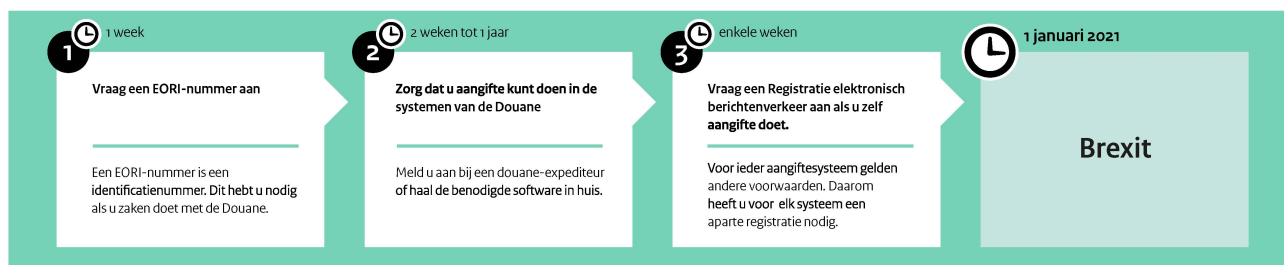 1
1 week
Vraag een EORI-nummer aan
Een EORI-nummer is een
identificatienummer. Dit hebt u nodig
als u zaken doet met de Douane.
2
2 weken tot 1 jaar
Zorg dat u aangifte kunt doen in de
systemen van de Douane
Meld u aan bij een douane-expediteur
of haal de benodigde software in huis.
3
enkele weken
Vraag een Registratie elektronisch
berichtenverkeer aan als u zelf
aangifte doet.
Voor ieder aangiftesysteem gelden
andere voorwaarden. Daarom
heeft u voor elk systeem een
aparte registratie nodig.
1 januari 2021
Brexit